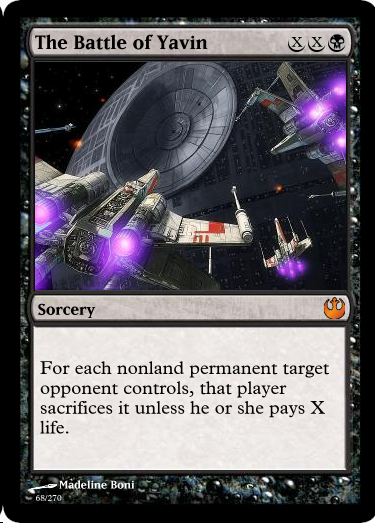 The Battle of Yavin X X
Sorcery
For each nonland permanent target
opponent controls, that player
sacrifices it unless he or she pays X
life.
Madeline Boni
68/270